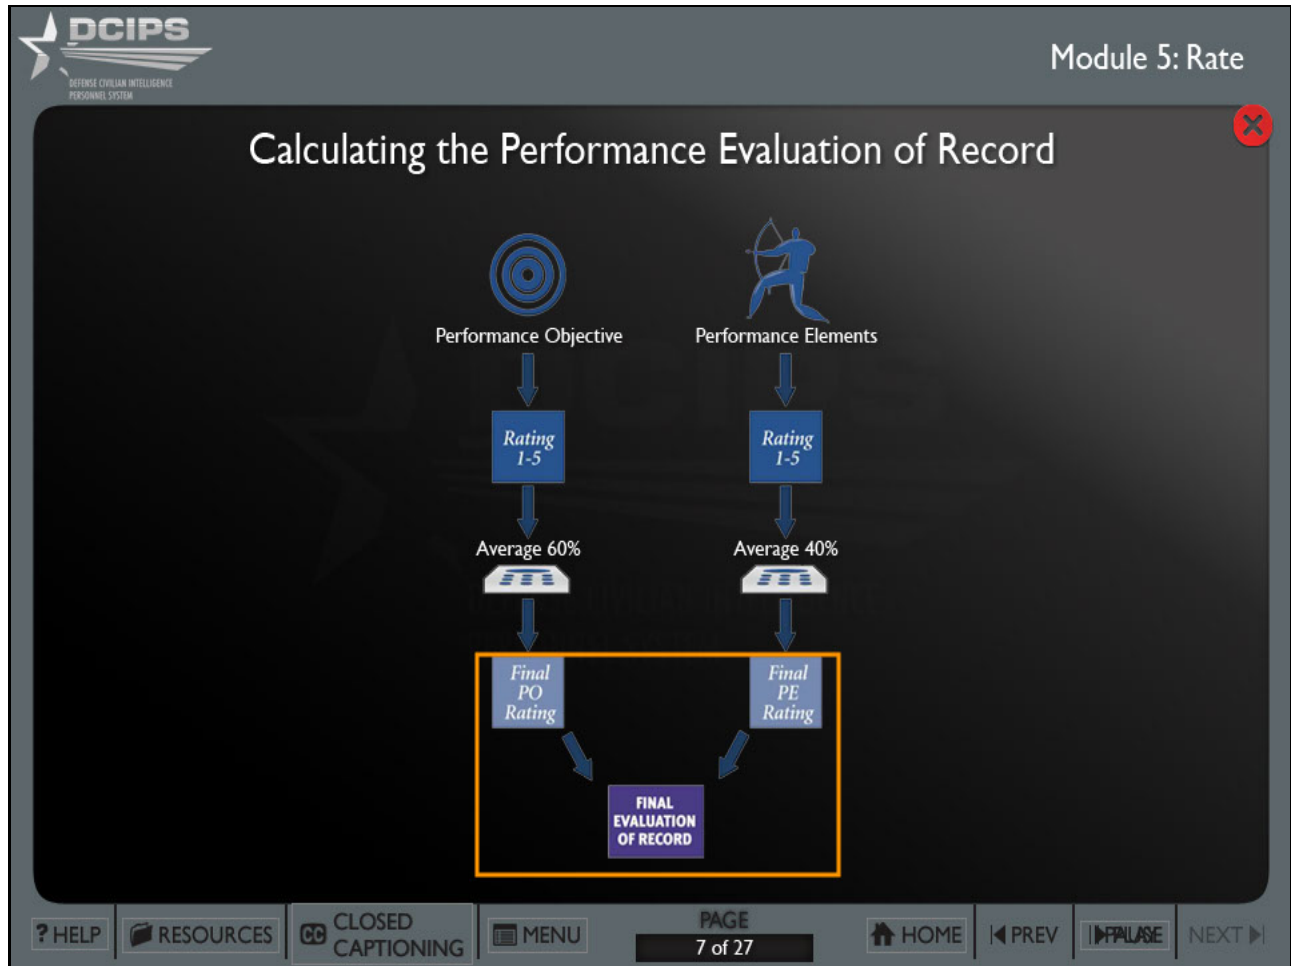 DCIPS
DEFENSE CIVILIAN INTELLIGENCE
PERSONNEL SYSTEM
Module 5: Rate
Calculating the Performance Evaluation of Record
Performance Objective
Performance Elements
Rating
1-5
Rating
1-5
Average 60%
Average 40%
Final
PO
Rating
Final
PE
Rating
FINAL
EVALUATION
OF RECORD
? HELP
RESOURCES
CC CLOSED
CAPTIONING
MENU
PAGE
7 of 27
HOME
PREV
NEXT